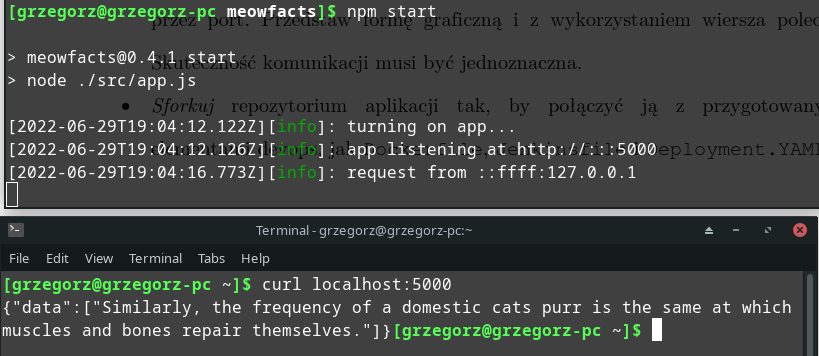 [grzegorz@grzegorz-pc meowfacts]$ npm start
przez port. Przedstaw formę graficzną i z wykorzystaniem wiersza polec
> meowfacts@0.4.1 start
Skuteczność komunikacji musi być jednoznaczna.
> node ./src/app.js
• Sforkuj repozytorium aplikacji tak, by połączyć ją z przygotowany
[2022-06-29T19:04:12.122Z][info]: turning on app...
[2022-06-29T19:04:12.126Z][info]: app listening at http://:::5000
jak eployment.YAML
[2022-06-29T19:04:16.773Z][info]: request from ::ffff:127.0.0.1
Terminal - grzegorz@grzegorz-pc:~
File Edit View Terminal Tabs Help
[grzegorz@grzegorz-pc ~]$ curl localhost:5000
{"data":["Similarly, the frequency of a domestic cats purr is the same at which
muscles and bones repair themselves."]}[grzegorz@grzegorz-pc ~]$